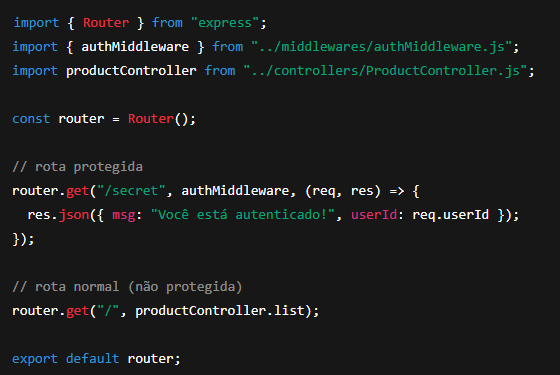 import { Router } from "express";
import { authMiddleware } from "../middlewares/authMiddleware.js";
import productController from "../controllers/ProductController.js";
const router = Router();
// rota protegida
router.get("/secret", authMiddleware, (req, res) => {
  res.json({ msg: "Você está autenticado!", userId: req.userId });
});
// rota normal (não protegida)
router.get("/", productController.list);
export default router;